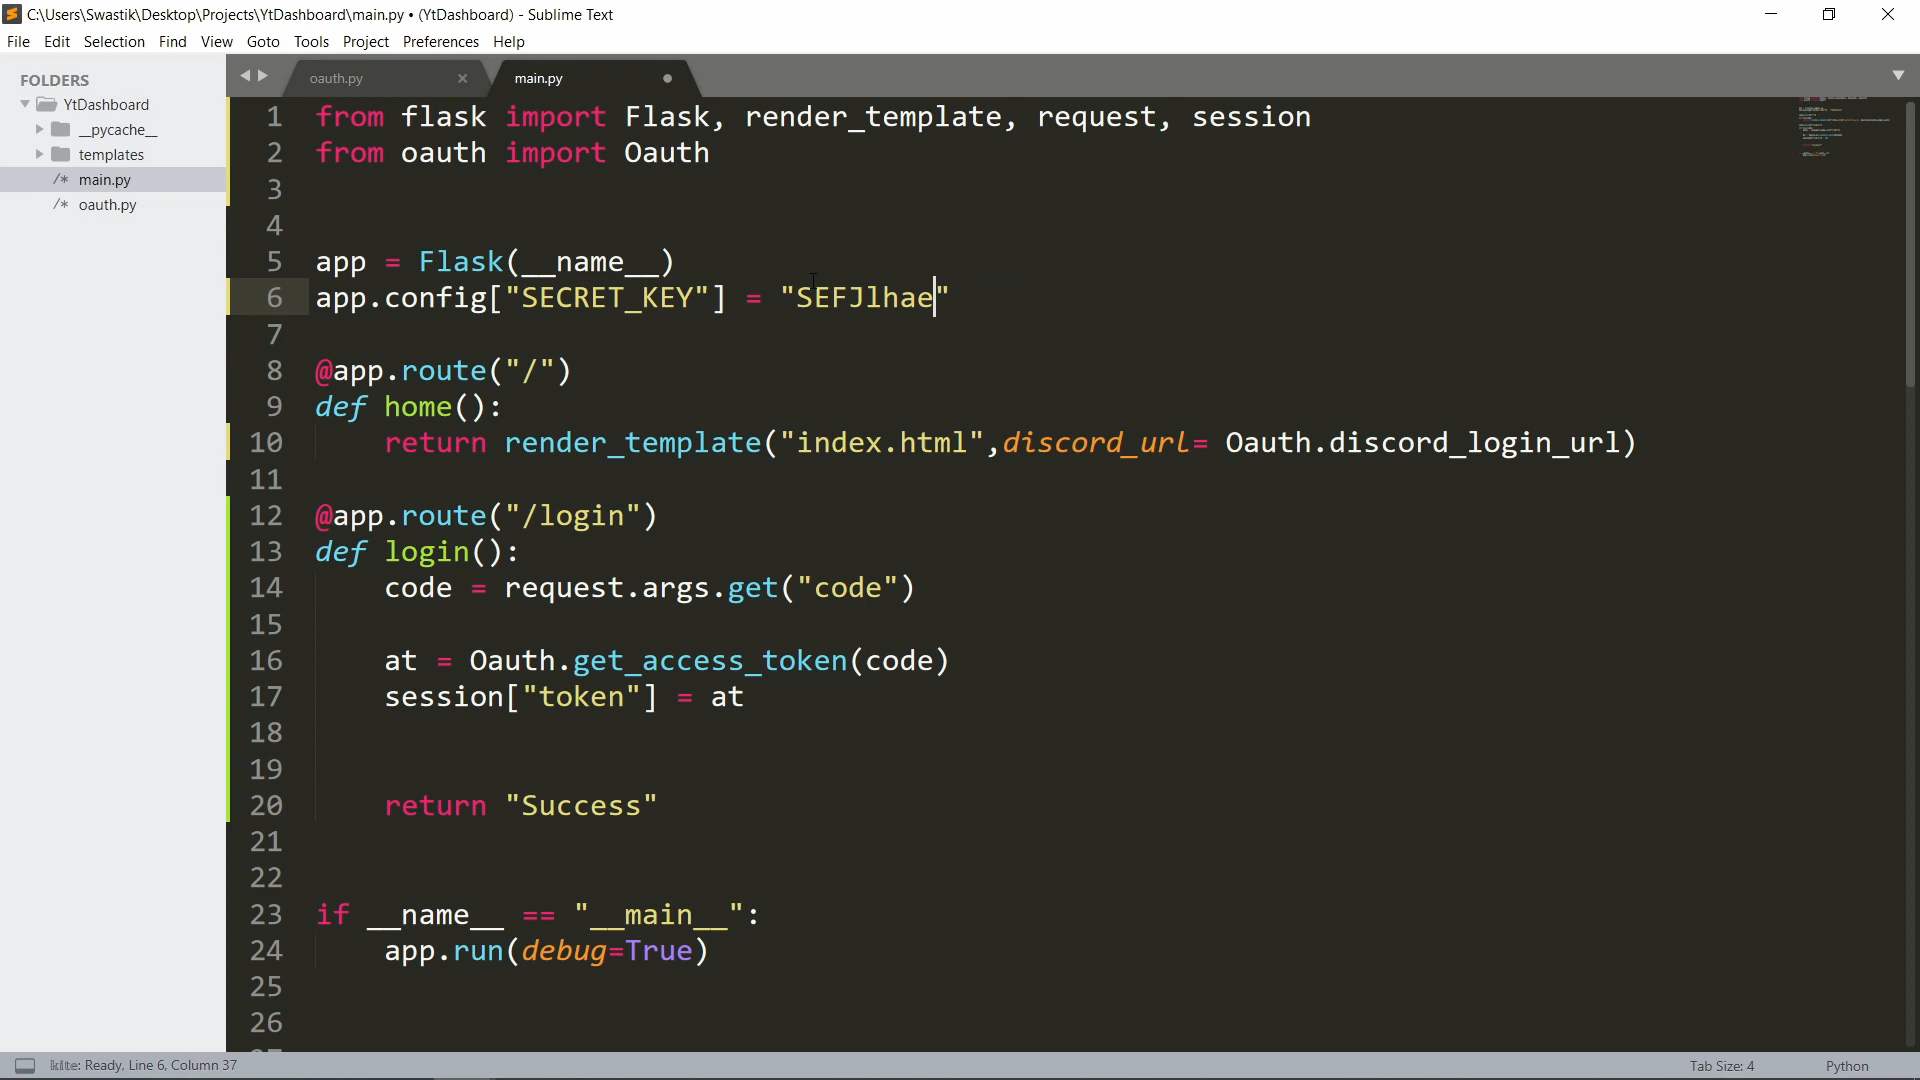 C:\Users\Swastik\Desktop\Projects\YtDashboard\main.py • (YtDashboard) - Sublime Text
File Edit Selection Find View Goto Tools Project Preferences Help
FOLDERS
YtDashboard
__pycache__
templates
/* main.py
/* oauth.py
oauth.py
main.py
1 from flask import Flask, render_template, request, session
2 from oauth import Oauth
3
4
5 app = Flask(__name__)
6 app.config["SECRET_KEY"] = "SEFJlhae"
7
8 @app.route("/")
9 def home():
10 return render_template("index.html",discord_url= Oauth.discord_login_url)
11
12 @app.route("/login")
13 def login():
14 code = request.args.get("code")
15
16 at = Oauth.get_access_token(code)
17 session["token"] = at
18
19
20 return "Success"
21
22
23 if __name__ == "__main__":
24 app.run(debug=True)
25
26
kite: Ready, Line 6, Column 37
Tab Size: 4
Python